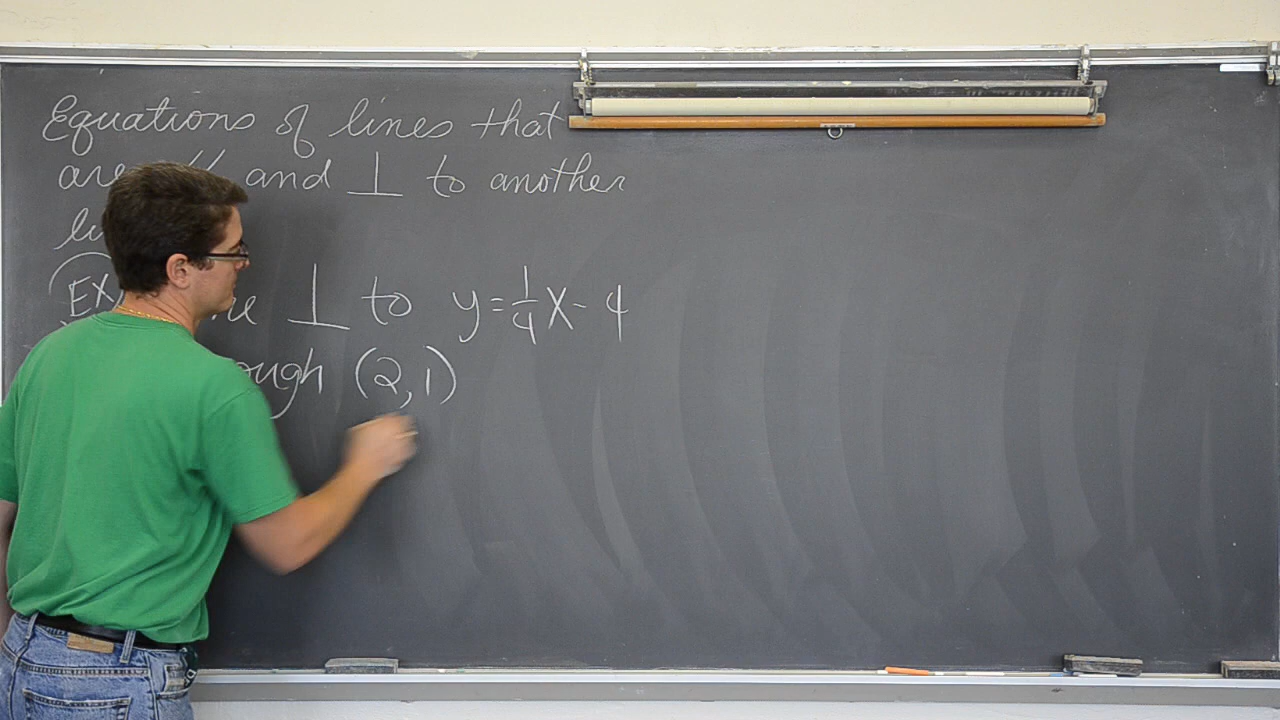 Equations of lines that
are // and ⊥ to another
EX ⊥ to y = 1/4 x - 4
(2,1)